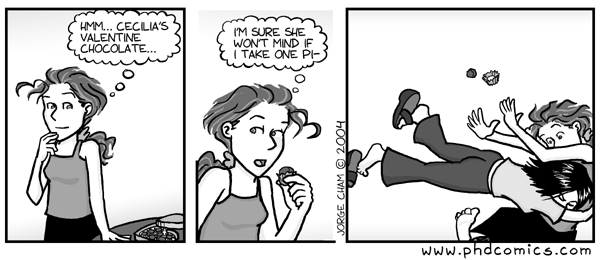 HMM... CECILIA'S
VALENTINE
CHOCOLATE...
I'M SURE SHE
WON'T MIND IF
I TAKE ONE PI-
JORGE CHAM © 2004
www.phdcomics.com